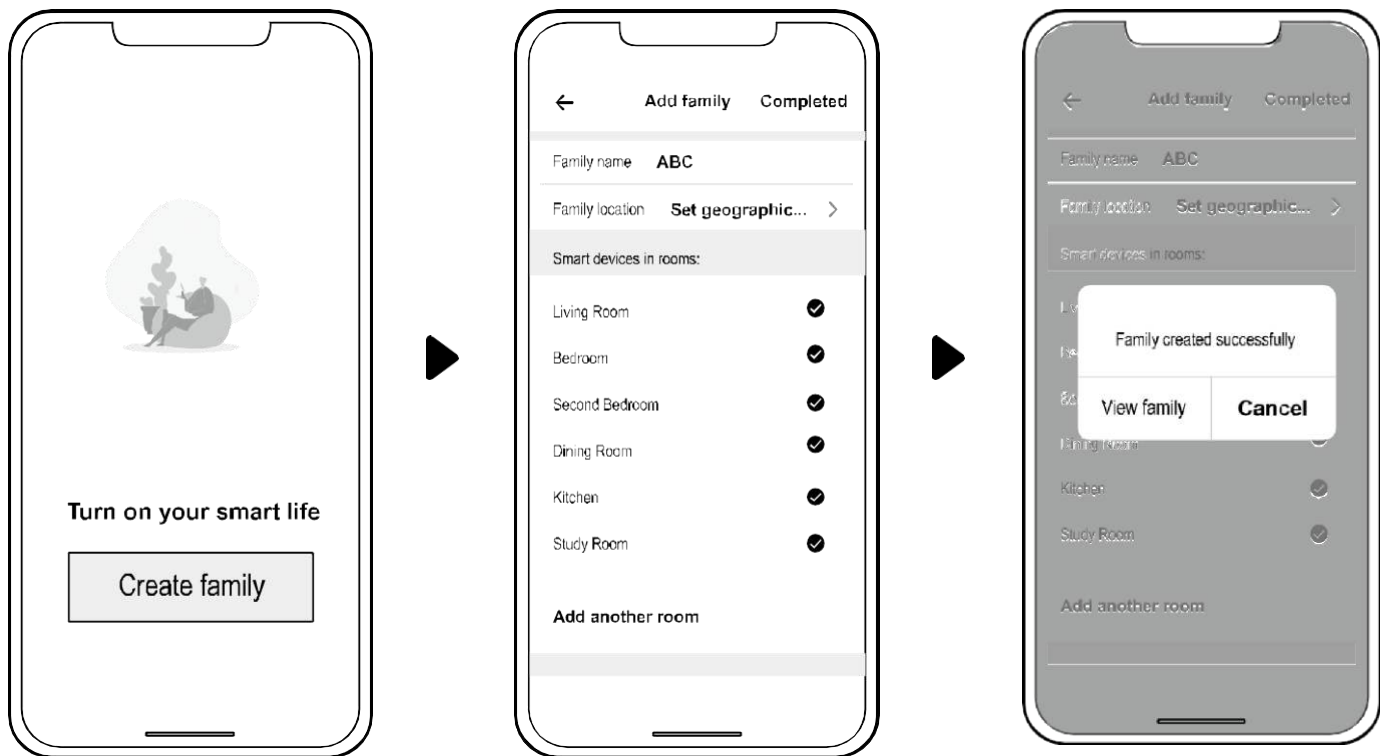 Turn on your smart life
Create family
Add family Completed
Family name ABC
Family location Set geographic...
Smart devices in rooms:
Living Room
Bedroom
Second Bedroom
Dining Room
Kitchen
Study Room
Add another room
Add family Completed
Family name ABC
Family location Set geographic...
Smart devices in rooms:
Family created successfully
View family Cancel
Dining Room
Kitchen
Study Room
Add another room